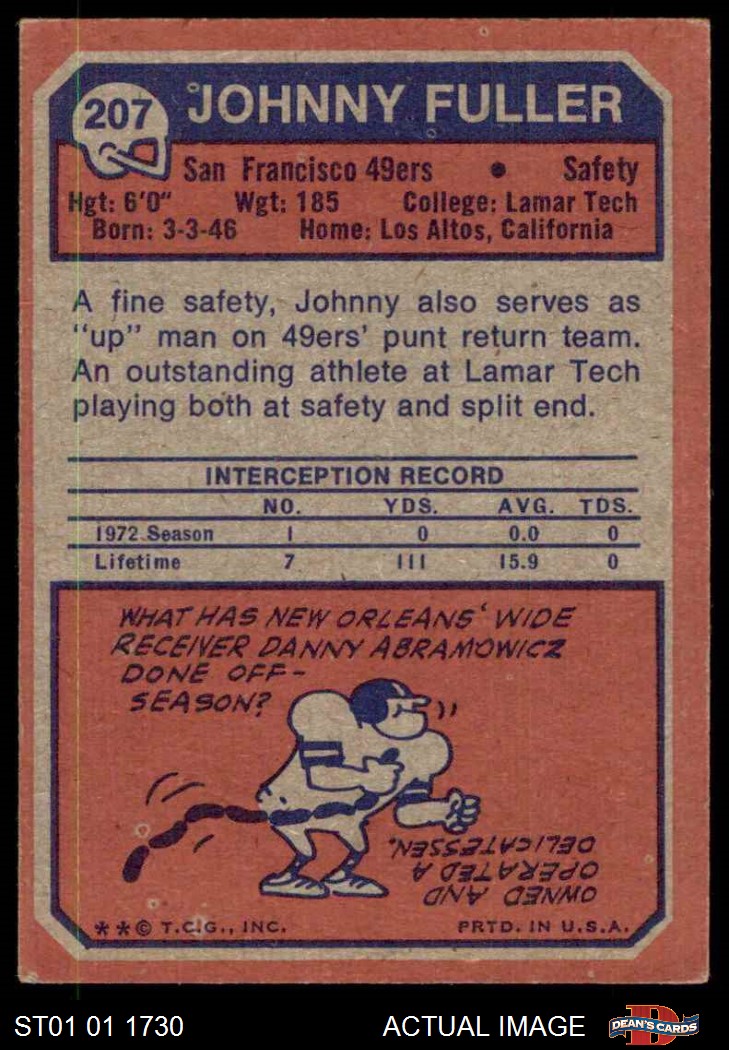 207 JOHNNY FULLER
San Francisco 49ers • Safety
Hgt: 6'0" Wgt: 185 College: Lamar Tech
Born: 3-3-46 Home: Los Altos, California
A fine safety, Johnny also serves as
"up" man on 49ers' punt return team.
An outstanding athlete at Lamar Tech
playing both at safety and split end.
INTERCEPTION RECORD
NO. YDS. AVG. TDS.
1972 Season 1 0 0.0 0
Lifetime 7 111 15.9 0
WHAT HAS NEW ORLEANS' WIDE
RECEIVER DANNY ABRAMOWICZ
DONE OFF-
SEASON?
OWNED AND
OPERATED A
DELICATESSEN.
**© T.C.G., INC. PRTD. IN U.S.A.
ST01 01 1730 ACTUAL IMAGE D DEAN'S CARDS